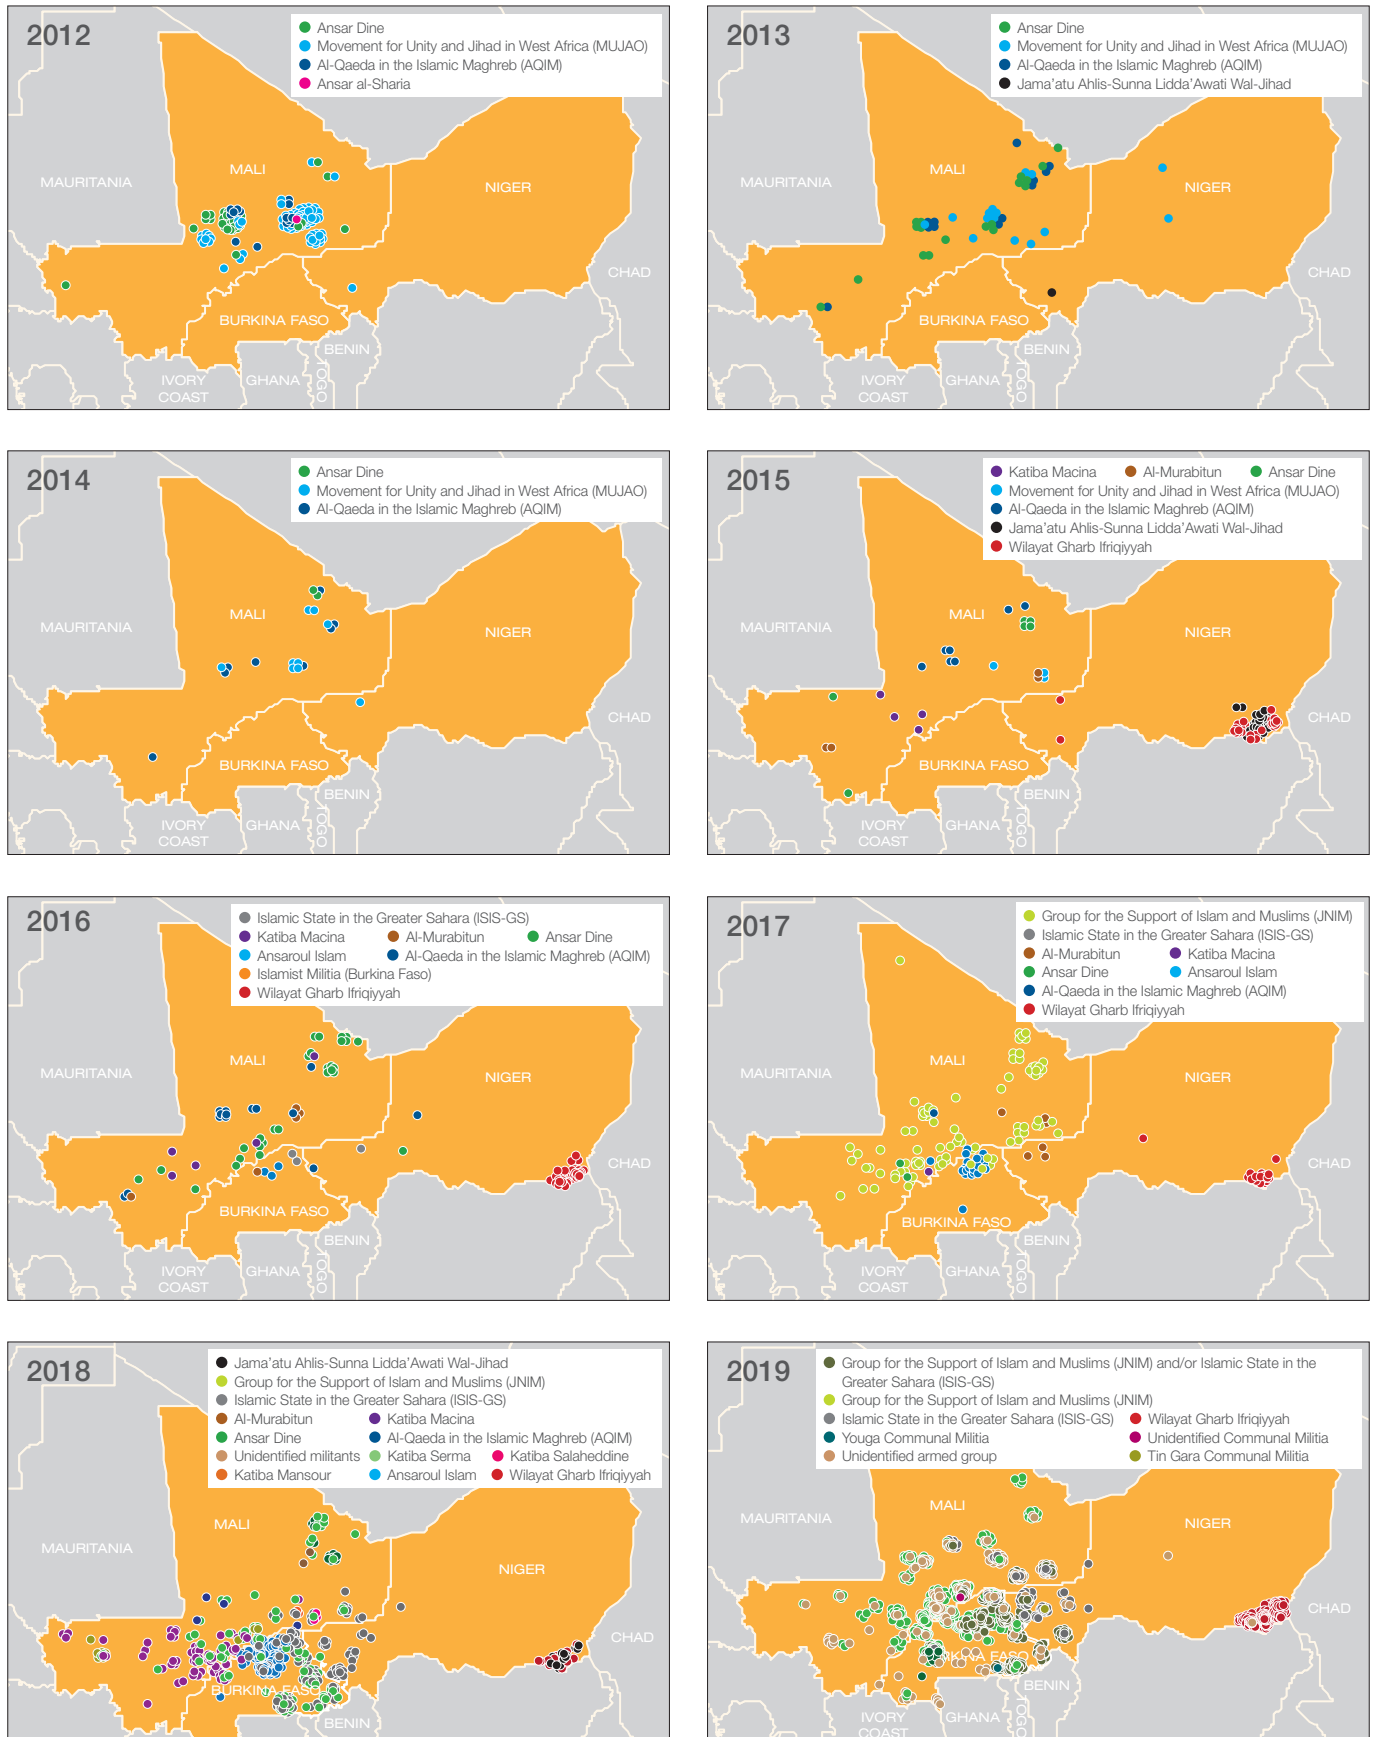 2012
Ansar Dine
Movement for Unity and Jihad in West Africa (MUJAO)
Al-Qaeda in the Islamic Maghreb (AQIM)
Ansar al-Sharia
MALI
MAURITANIA
NIGER
CHAD
BURKINA FASO
BENIN
IVORY COAST
GHANA
TOGO
2013
Ansar Dine
Movement for Unity and Jihad in West Africa (MUJAO)
Al-Qaeda in the Islamic Maghreb (AQIM)
Jama'atu Ahlis-Sunna Lidda'Awati Wal-Jihad
MALI
MAURITANIA
NIGER
CHAD
BURKINA FASO
BENIN
IVORY COAST
GHANA
TOGO
2014
Ansar Dine
Movement for Unity and Jihad in West Africa (MUJAO)
Al-Qaeda in the Islamic Maghreb (AQIM)
MALI
MAURITANIA
NIGER
CHAD
BURKINA FASO
BENIN
IVORY COAST
GHANA
TOGO
2015
Katiba Macina Al-Murabitun Ansar Dine
Movement for Unity and Jihad in West Africa (MUJAO)
Al-Qaeda in the Islamic Maghreb (AQIM)
Jama'atu Ahlis-Sunna Lidda'Awati Wal-Jihad
Wilayat Gharb Ifriqiyyah
MALI
MAURITANIA
NIGER
CHAD
BURKINA FASO
BENIN
IVORY COAST
GHANA
TOGO
2016
Islamic State in the Greater Sahara (ISIS-GS)
Katiba Macina Al-Murabitun Ansar Dine
Ansaroul Islam Al-Qaeda in the Islamic Maghreb (AQIM)
Islamist Militia (Burkina Faso)
Wilayat Gharb Ifriqiyyah
MALI
MAURITANIA
NIGER
CHAD
BURKINA FASO
BENIN
IVORY COAST
GHANA
TOGO
2017
Group for the Support of Islam and Muslims (JNIM)
Islamic State in the Greater Sahara (ISIS-GS)
Al-Murabitun Katiba Macina
Ansar Dine Ansaroul Islam
Al-Qaeda in the Islamic Maghreb (AQIM)
Wilayat Gharb Ifriqiyyah
MALI
MAURITANIA
NIGER
CHAD
BURKINA FASO
BENIN
IVORY COAST
GHANA
TOGO
2018
Jama'atu Ahlis-Sunna Lidda'Awati Wal-Jihad
Group for the Support of Islam and Muslims (JNIM)
Islamic State in the Greater Sahara (ISIS-GS)
Al-Murabitun Katiba Macina
Ansar Dine Al-Qaeda in the Islamic Maghreb (AQIM)
Unidentified militants Katiba Serma Katiba Salaheddine
Katiba Mansour Ansaroul Islam Wilayat Gharb Ifriqiyyah
MALI
MAURITANIA
NIGER
CHAD
BURKINA FASO
BENIN
2019
Group for the Support of Islam and Muslims (JNIM) and/or Islamic State in the
Greater Sahara (ISIS-GS)
Group for the Support of Islam and Muslims (JNIM)
Islamic State in the Greater Sahara (ISIS-GS) Wilayat Gharb Ifriqiyyah
Youga Communal Militia Unidentified Communal Militia
Unidentified armed group Tin Gara Communal Militia
MALI
MAURITANIA
NIGER
CHAD
FASO
BENIN
IVORY COAST
GHANA
TOGO